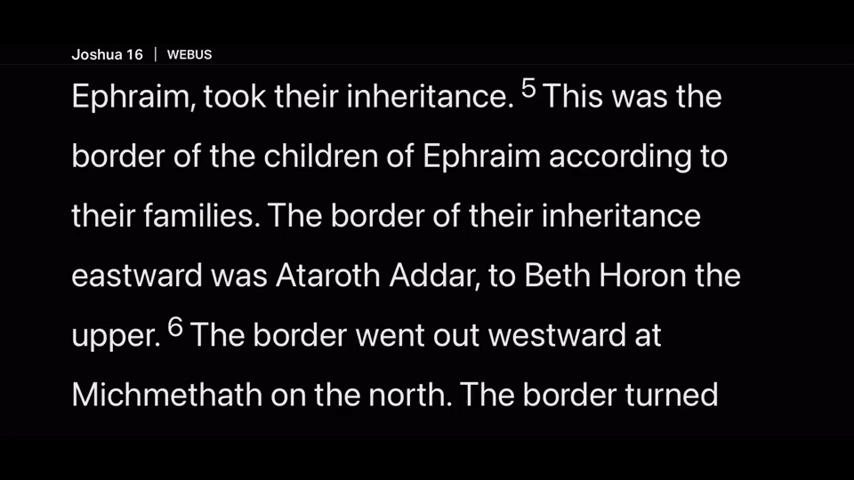 Joshua 16 | WEBUS
Ephraim, took their inheritance. 5 This was the
border of the children of Ephraim according to
their families. The border of their inheritance
eastward was Ataroth Addar, to Beth Horon the
upper. 6 The border went out westward at
Michmethath on the north. The border turned